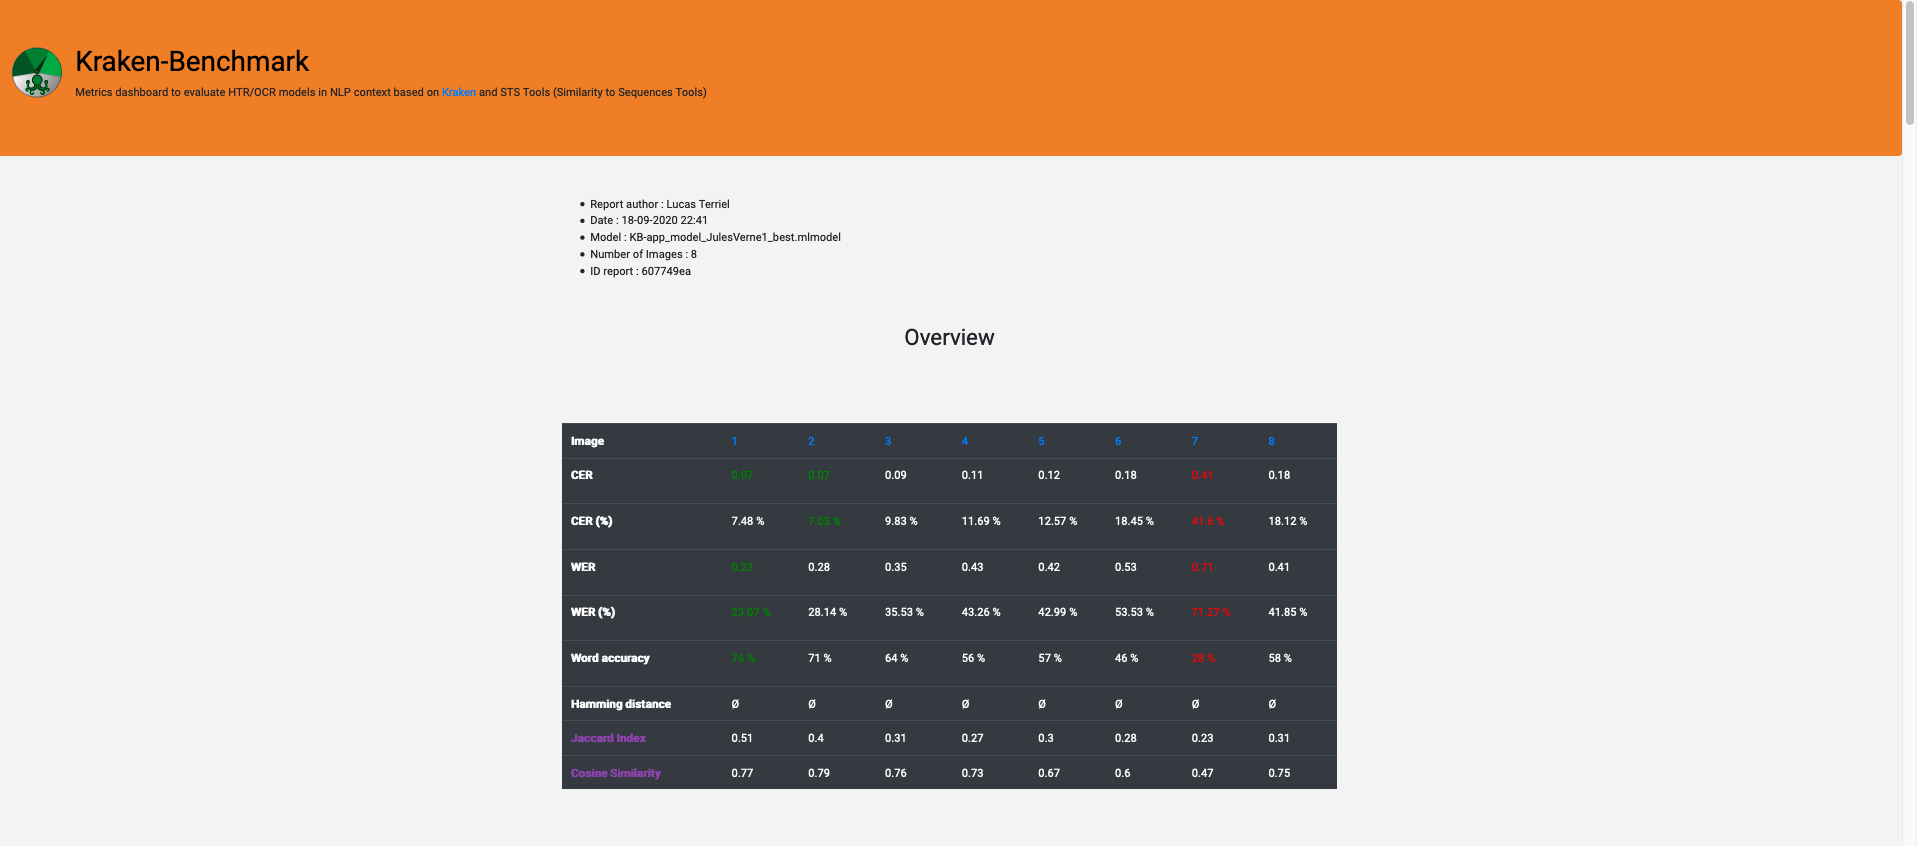 Kraken-Benchmark
Metrics dashboard to evaluate HTR/OCR models in NLP context based on Kraken and STS Tools (Similarity to Sequences Tools)
Report author : Lucas Terriel
Date : 18-09-2020 22:41
Model : KB-app_model_JulesVerne1_best.mlmodel
Number of Images : 8
ID report : 607749ea
Overview
Image 1 2 3 4 5 6 7 8
CER 0.07 0.07 0.09 0.11 0.12 0.18 0.41 0.18
CER (%) 7.48 % 7.03 % 9.83 % 11.69 % 12.57 % 18.45 % 41.6 % 18.12 %
WER 0.23 0.28 0.35 0.43 0.42 0.53 0.71 0.41
WER (%) 23.07 % 28.14 % 35.53 % 43.26 % 42.99 % 53.53 % 71.27 % 41.85 %
Word accuracy 76 % 71 % 64 % 56 % 57 % 46 % 28 % 58 %
Hamming distance Ø Ø Ø Ø Ø Ø Ø Ø
Jaccard Index 0.51 0.4 0.31 0.27 0.3 0.28 0.23 0.31
Cosine Similarity 0.77 0.79 0.76 0.73 0.67 0.6 0.47 0.75